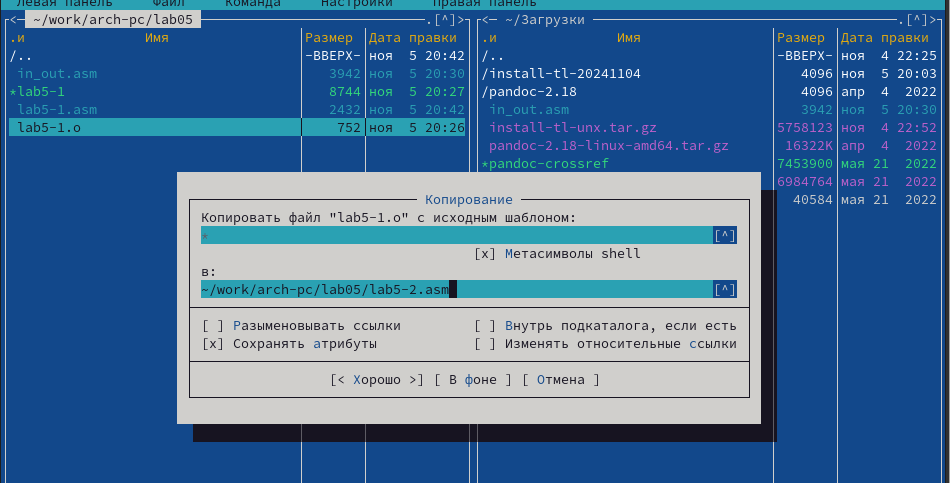 Левая панель Файл Команда Настройки Правая панель
<─ ~/work/arch-pc/lab05 .[^]>
<─ ~/Загрузки .[^]>
.и Имя Размер Дата правки
.и Имя Размер Дата правки
/.. -ВВЕРХ- ноя 5 20:42
/.. -ВВЕРХ- ноя 4 22:25
in_out.asm 3942 ноя 5 20:30
/install-tl-20241104 4096 ноя 5 20:03
*lab5-1 8744 ноя 5 20:27
/pandoc-2.18 4096 апр 4 2022
lab5-1.asm 2432 ноя 5 20:42
in_out.asm 3942 ноя 5 20:30
lab5-1.o 752 ноя 5 20:26
install-tl-unx.tar.gz 5758123 ноя 4 22:52
pandoc-2.18-linux-amd64.tar.gz 16322K апр 4 2022
*pandoc-crossref 7453900 мая 21 2022
6984764 мая 21 2022
40584 мая 21 2022
Копирование
Копировать файл "lab5-1.o" с исходным шаблоном:
* [^]
[x] Метасимволы shell
в:
~/work/arch-pc/lab05/lab5-2.asm [^]
[ ] Разыменовывать ссылки [ ] Внутрь подкаталога, если есть
[x] Сохранять атрибуты [ ] Изменять относительные ссылки
[< Хорошо >] [ В фоне ] [ Отмена ]